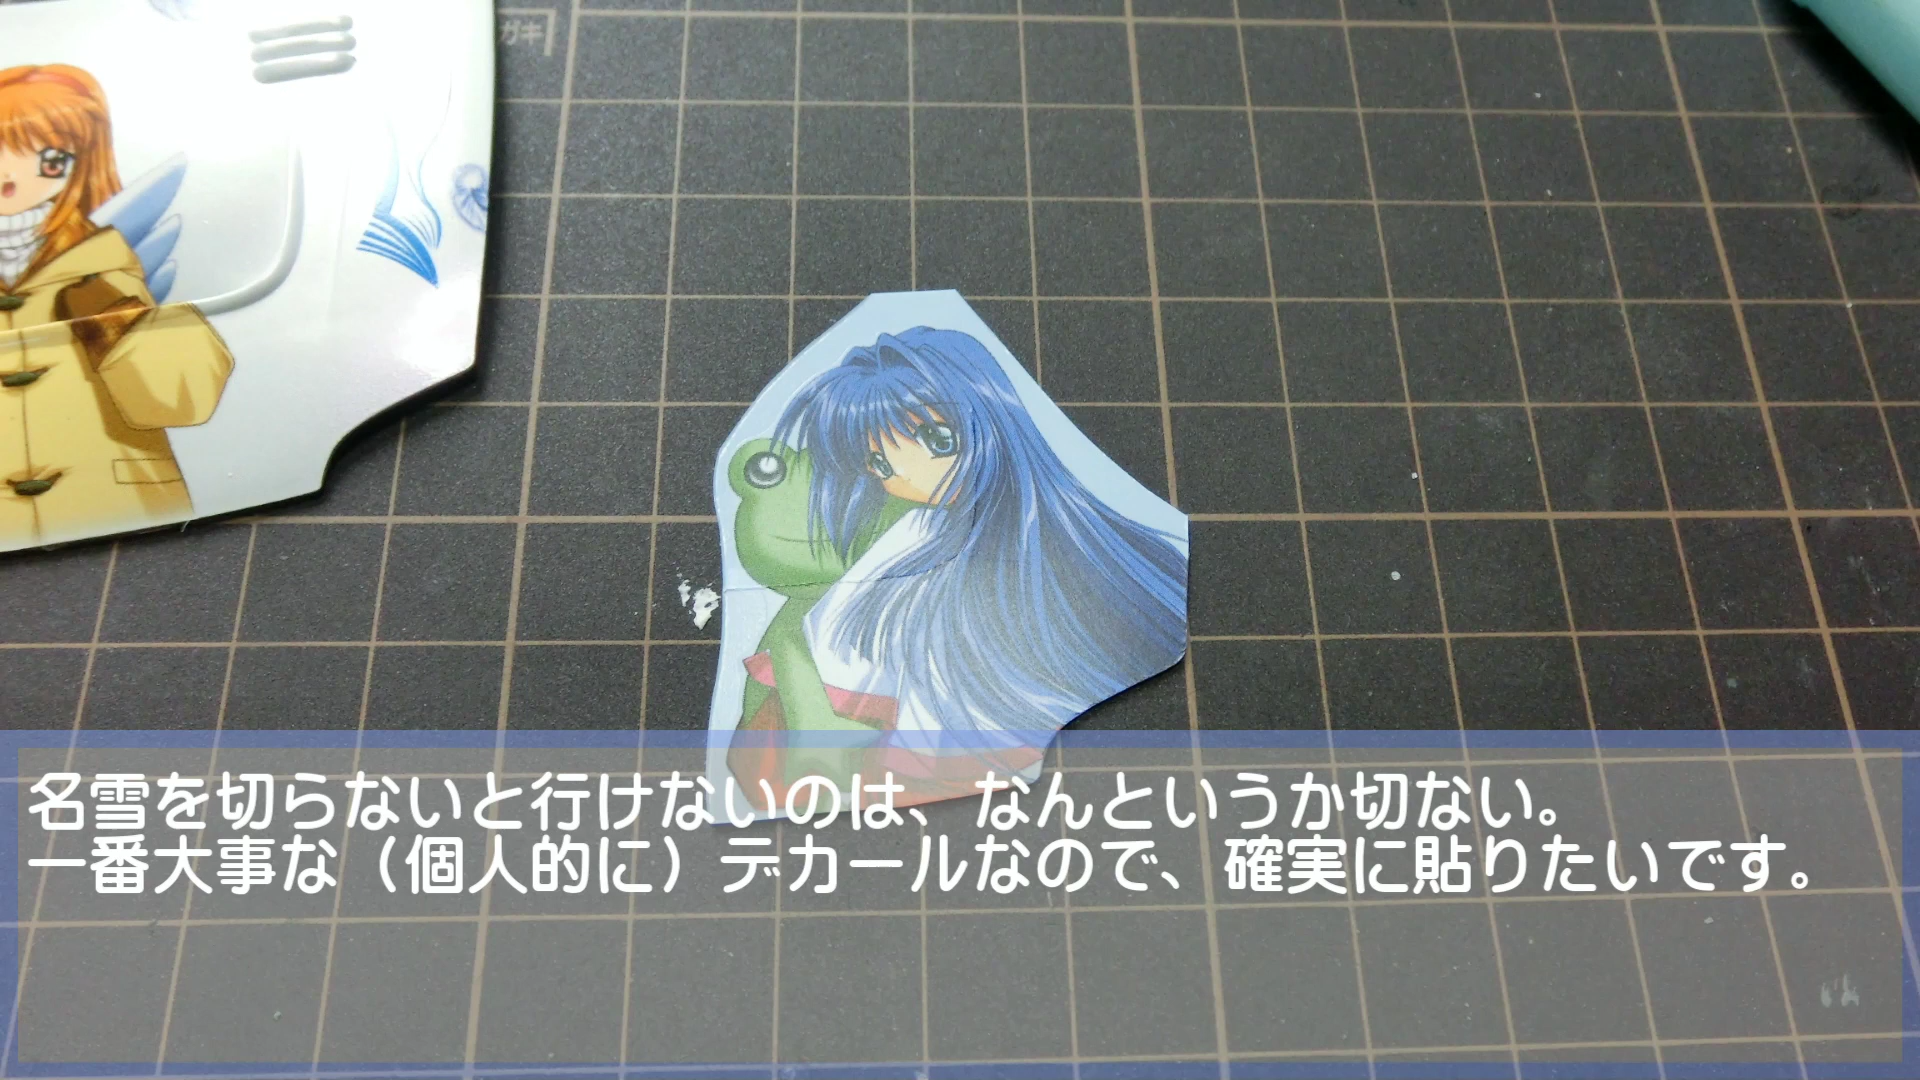 ガキ
名雪を切らないと行けないのは、なんというか切ない。
一番大事な（個人的に）デカールなので、確実に貼りたいです。